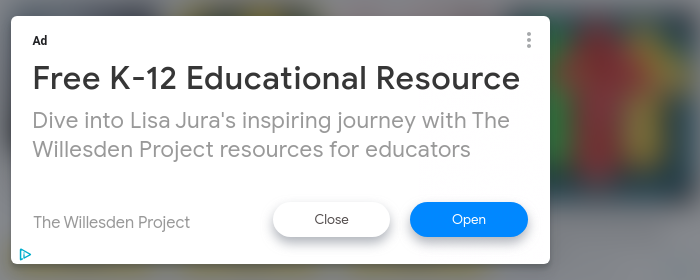 Ad
Free K-12 Educational Resource
Dive into Lisa Jura's inspiring journey with The
Willesden Project resources for educators
The Willesden Project
Close
Open